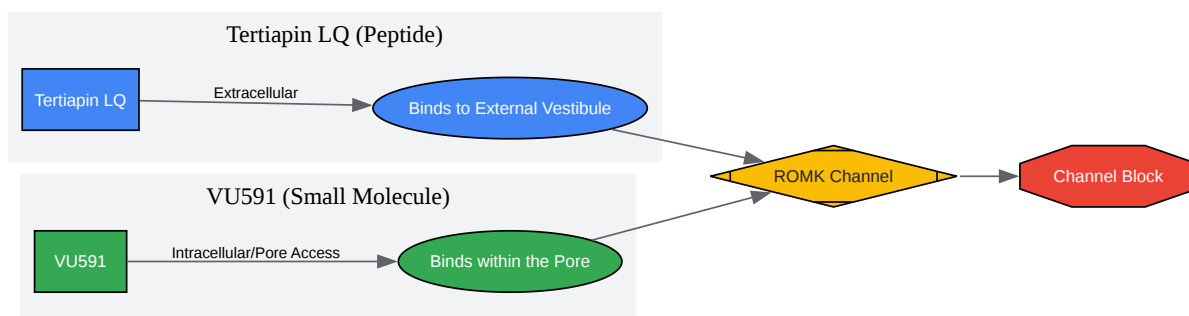 Tertiapin LQ (Peptide)
Tertiapin LQ
Extracellular
Binds to External Vestibule
VU591 (Small Molecule)
VU591
Intracellular/Pore Access
Binds within the Pore
ROMK Channel
Channel Block